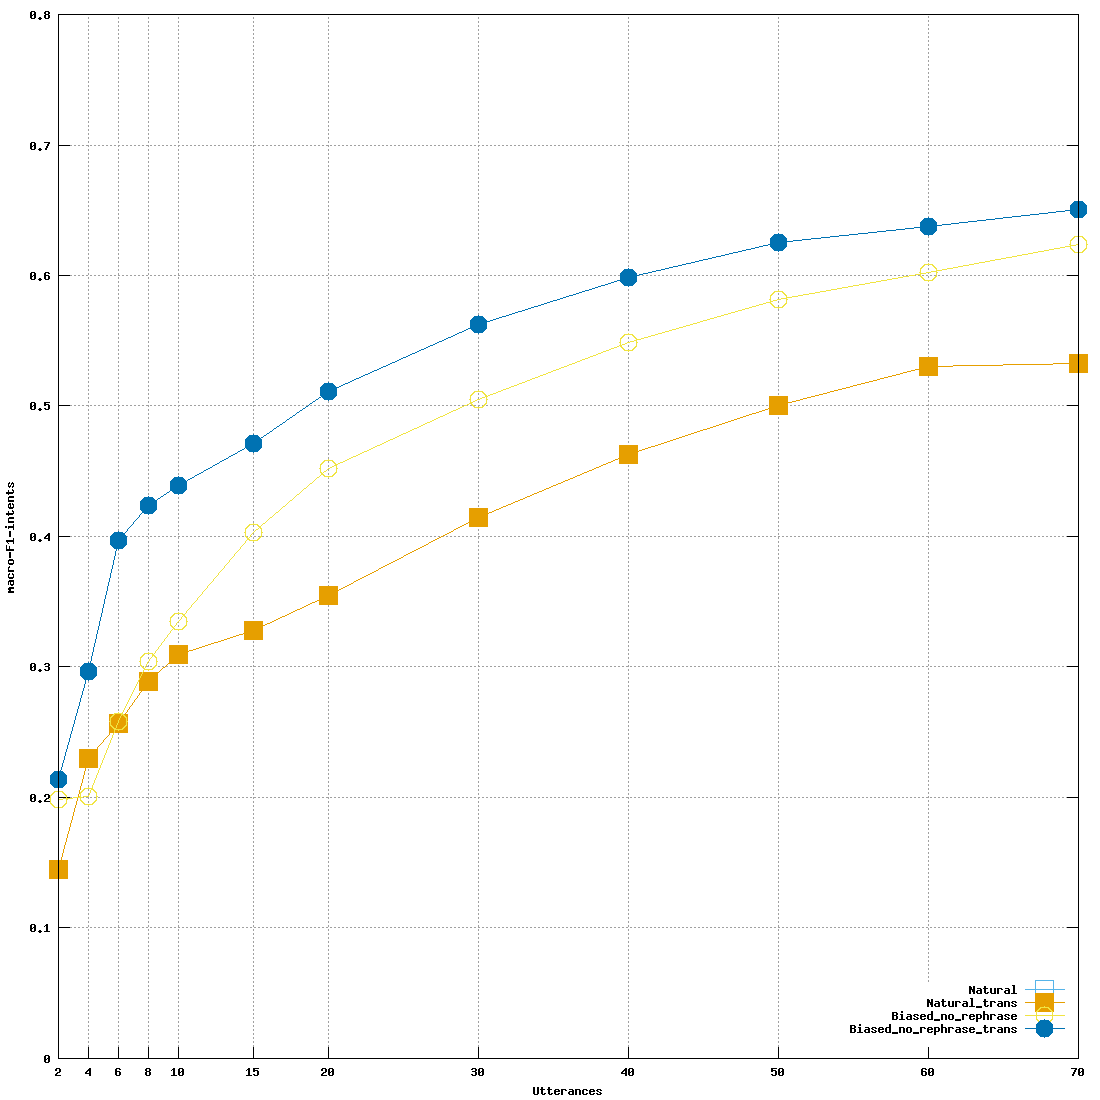 0.8
0.7
0.6
0.5
0.4
0.3
0.2
0.1
0
macro-F1-intents
2 4 6 8 10 15 20 30 40 50 60 70
Utterances
Natural
Natural_trans
Biased_no_rephrase
Biased_no_rephrase_trans